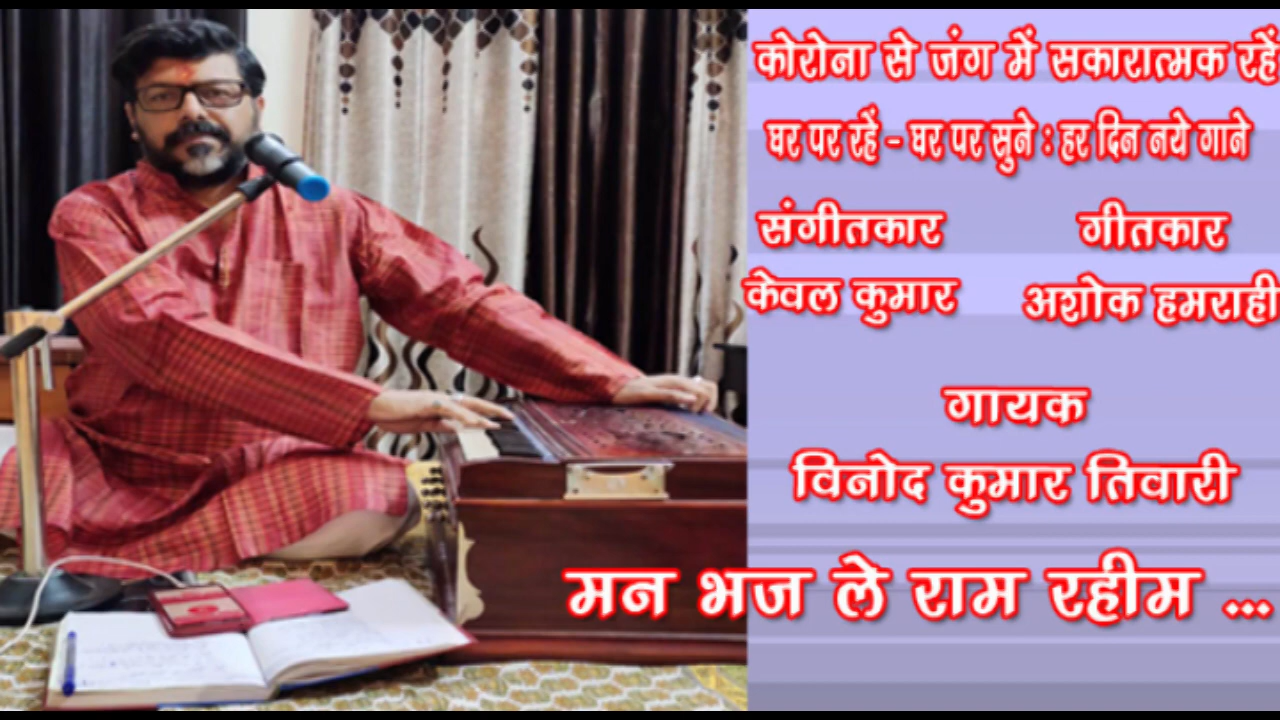 कोरोना से जंग में सकारात्मक रहें
घर पर रहें - घर पर सुने : हर दिन नये गाने
संगीतकार गीतकार
केवल कुमार अशोक हमराही
गायक
विनोद कुमार तिवारी
मन भज ले राम रहीम ...